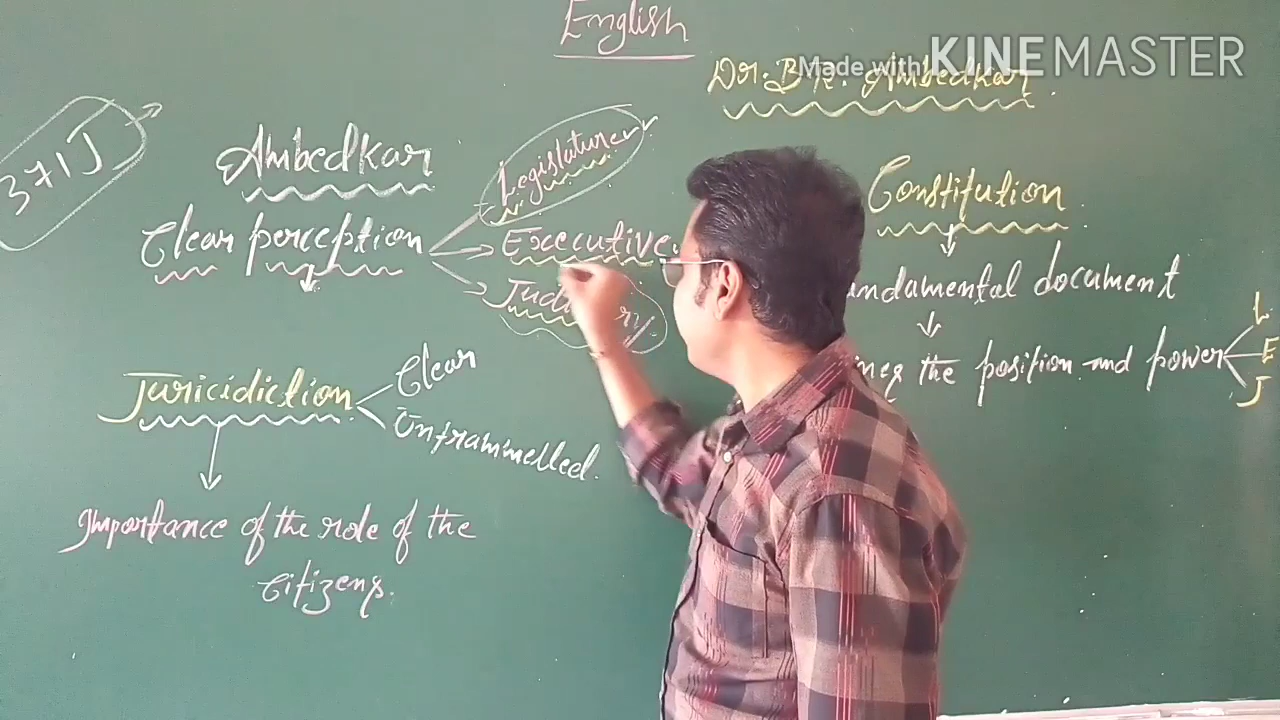 English
Made with KINEMASTER
Dr. B R. Ambedkar.
371J
Ambedkar
Clear perception
Legislature
Executive
Juricidiction
Clear
Untrammelled.
Importance of the role of the
Citizens.
Constitution
document
the position and power
L
E
J